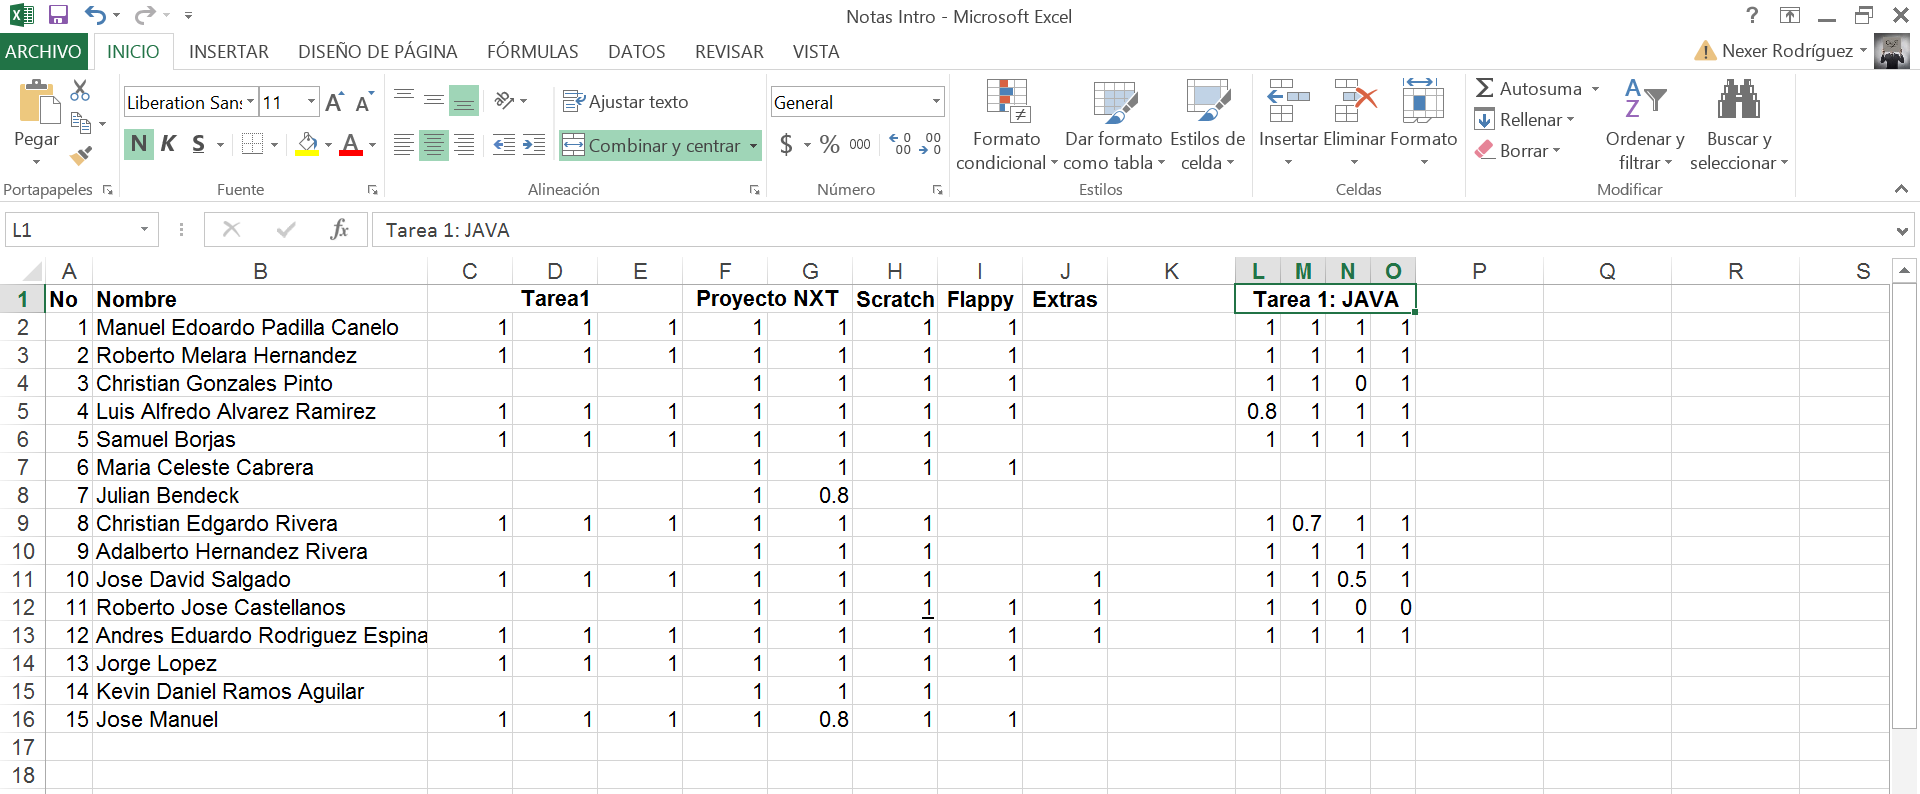 Notas Intro - Microsoft Excel
?
ARCHIVO INICIO INSERTAR DISEÑO DE PÁGINA FÓRMULAS DATOS REVISAR VISTA Nexer Rodríguez
Pegar
Portapapeles
Liberation Sans 11 A A
N K S A
Fuente
Ajustar texto
Combinar y centrar
Alineación
General
$ % 000
Número
Formato condicional
Dar formato como tabla
Estilos de celda
Estilos
Insertar Eliminar Formato
Celdas
Autosuma
Rellenar
Borrar
Ordenar y filtrar
Buscar y seleccionar
Modificar
L1 fx Tarea 1: JAVA
A B C D E F G H I J K L M N O P Q R S
1 No Nombre Tarea1 Proyecto NXT Scratch Flappy Extras Tarea 1: JAVA
2 1 Manuel Edoardo Padilla Canelo 1 1 1 1 1 1 1 1 1 1 1
3 2 Roberto Melara Hernandez 1 1 1 1 1 1 1 1 1 1 1
4 3 Christian Gonzales Pinto 1 1 1 1 1 1 0 1
5 4 Luis Alfredo Alvarez Ramirez 1 1 1 1 1 1 1 0.8 1 1 1
6 5 Samuel Borjas 1 1 1 1 1 1 1 1 1 1
7 6 Maria Celeste Cabrera 1 1 1 1
8 7 Julian Bendeck 1 0.8
9 8 Christian Edgardo Rivera 1 1 1 1 1 1 1 0.7 1 1
10 9 Adalberto Hernandez Rivera 1 1 1 1 1 1 1
11 10 Jose David Salgado 1 1 1 1 1 1 1 1 1 0.5 1
12 11 Roberto Jose Castellanos 1 1 1 1 1 1 1 0 0
13 12 Andres Eduardo Rodriguez Espina 1 1 1 1 1 1 1 1 1 1 1 1
14 13 Jorge Lopez 1 1 1 1 1 1 1
15 14 Kevin Daniel Ramos Aguilar 1 1 1
16 15 Jose Manuel 1 1 1 1 0.8 1 1
17
18